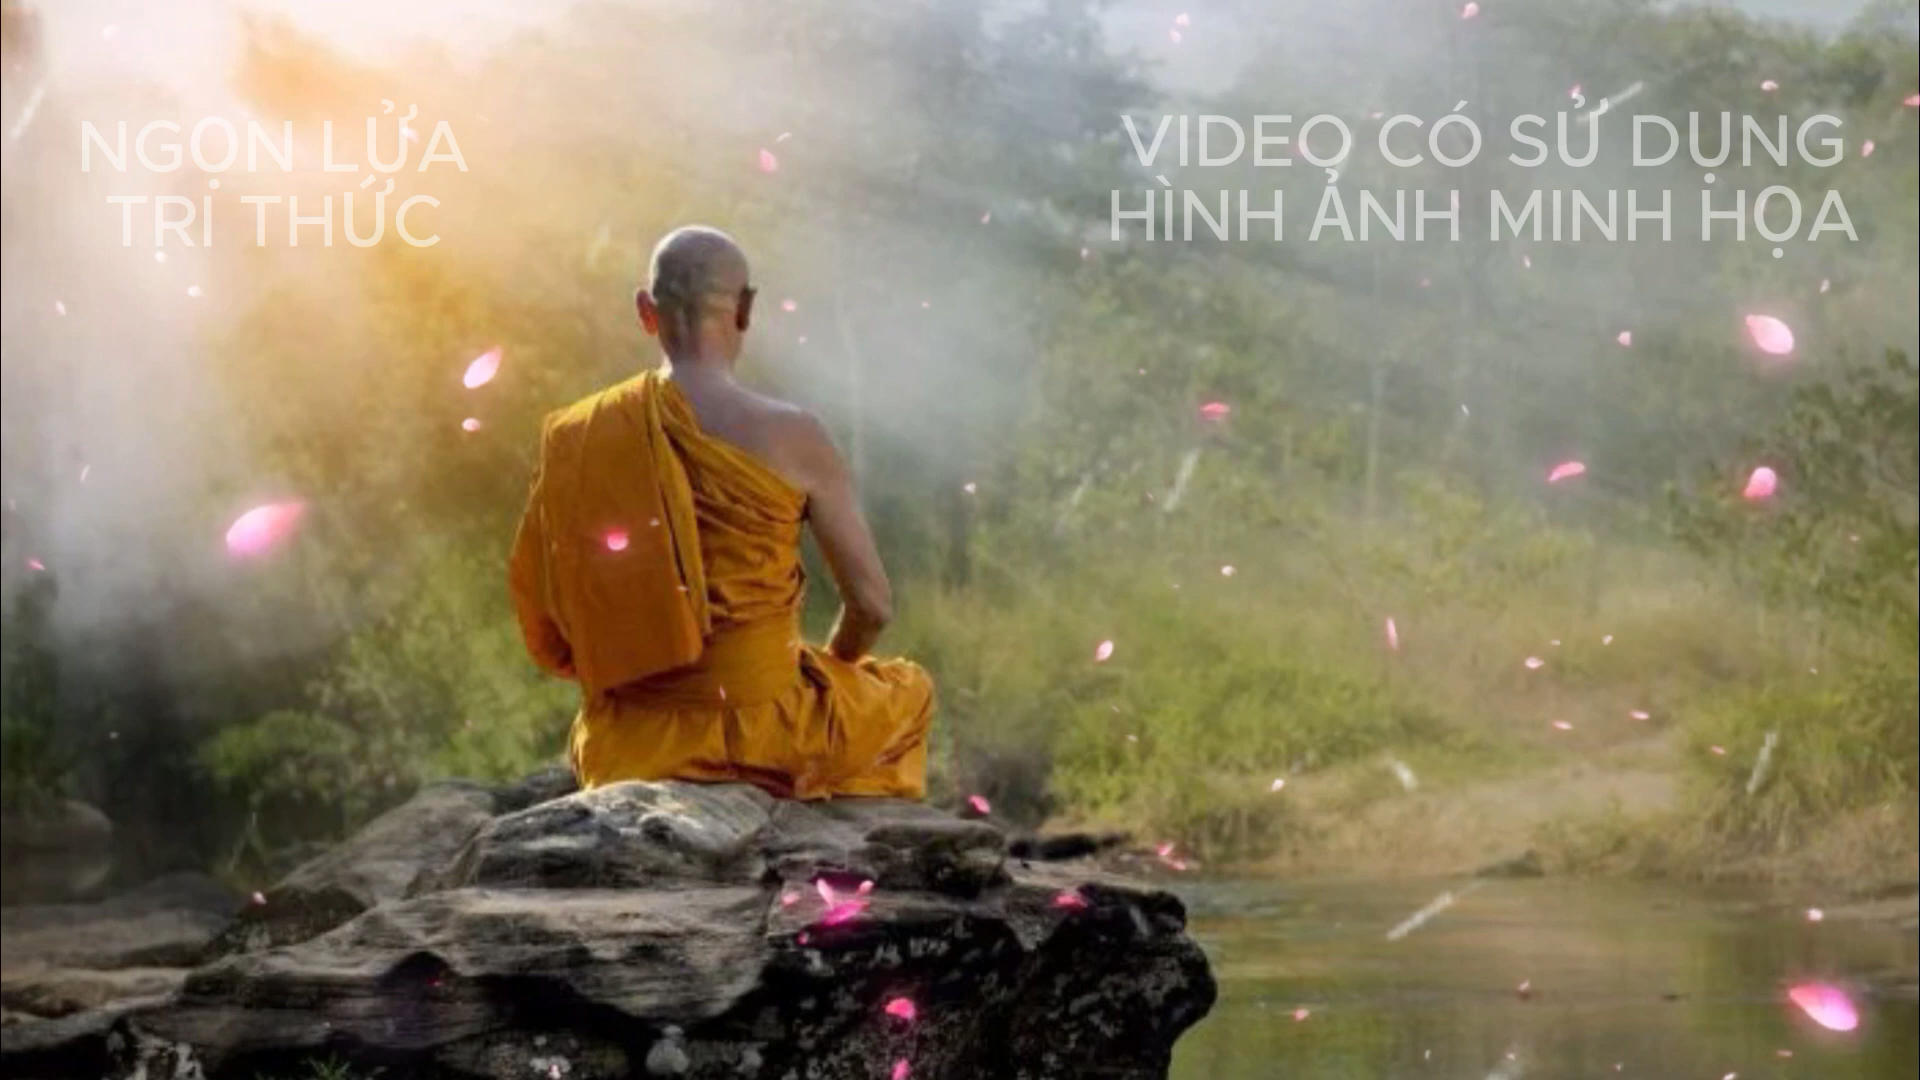 NGỌN LỬA
TRI THỨC
VIDEO CÓ SỬ DỤNG
HÌNH ẢNH MINH HỌA